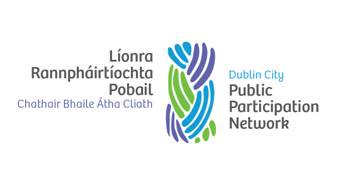 Líonra
Rannpháirtíochta
Pobail
Chathair Bhaile Átha Cliath
Dublin City
Public
Participation
Network